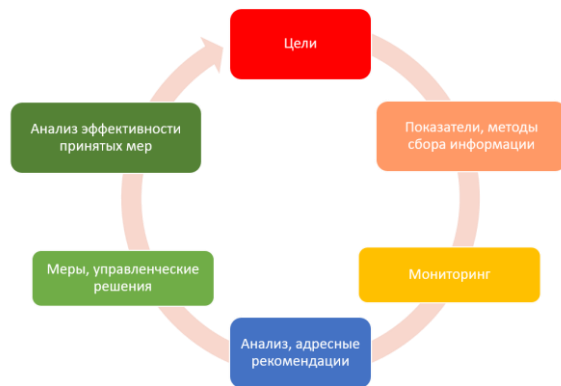 Цели
Показатели, методы
сбора информации
Мониторинг
Анализ, адресные
рекомендации
Меры, управленческие
решения
Анализ эффективности
принятых мер